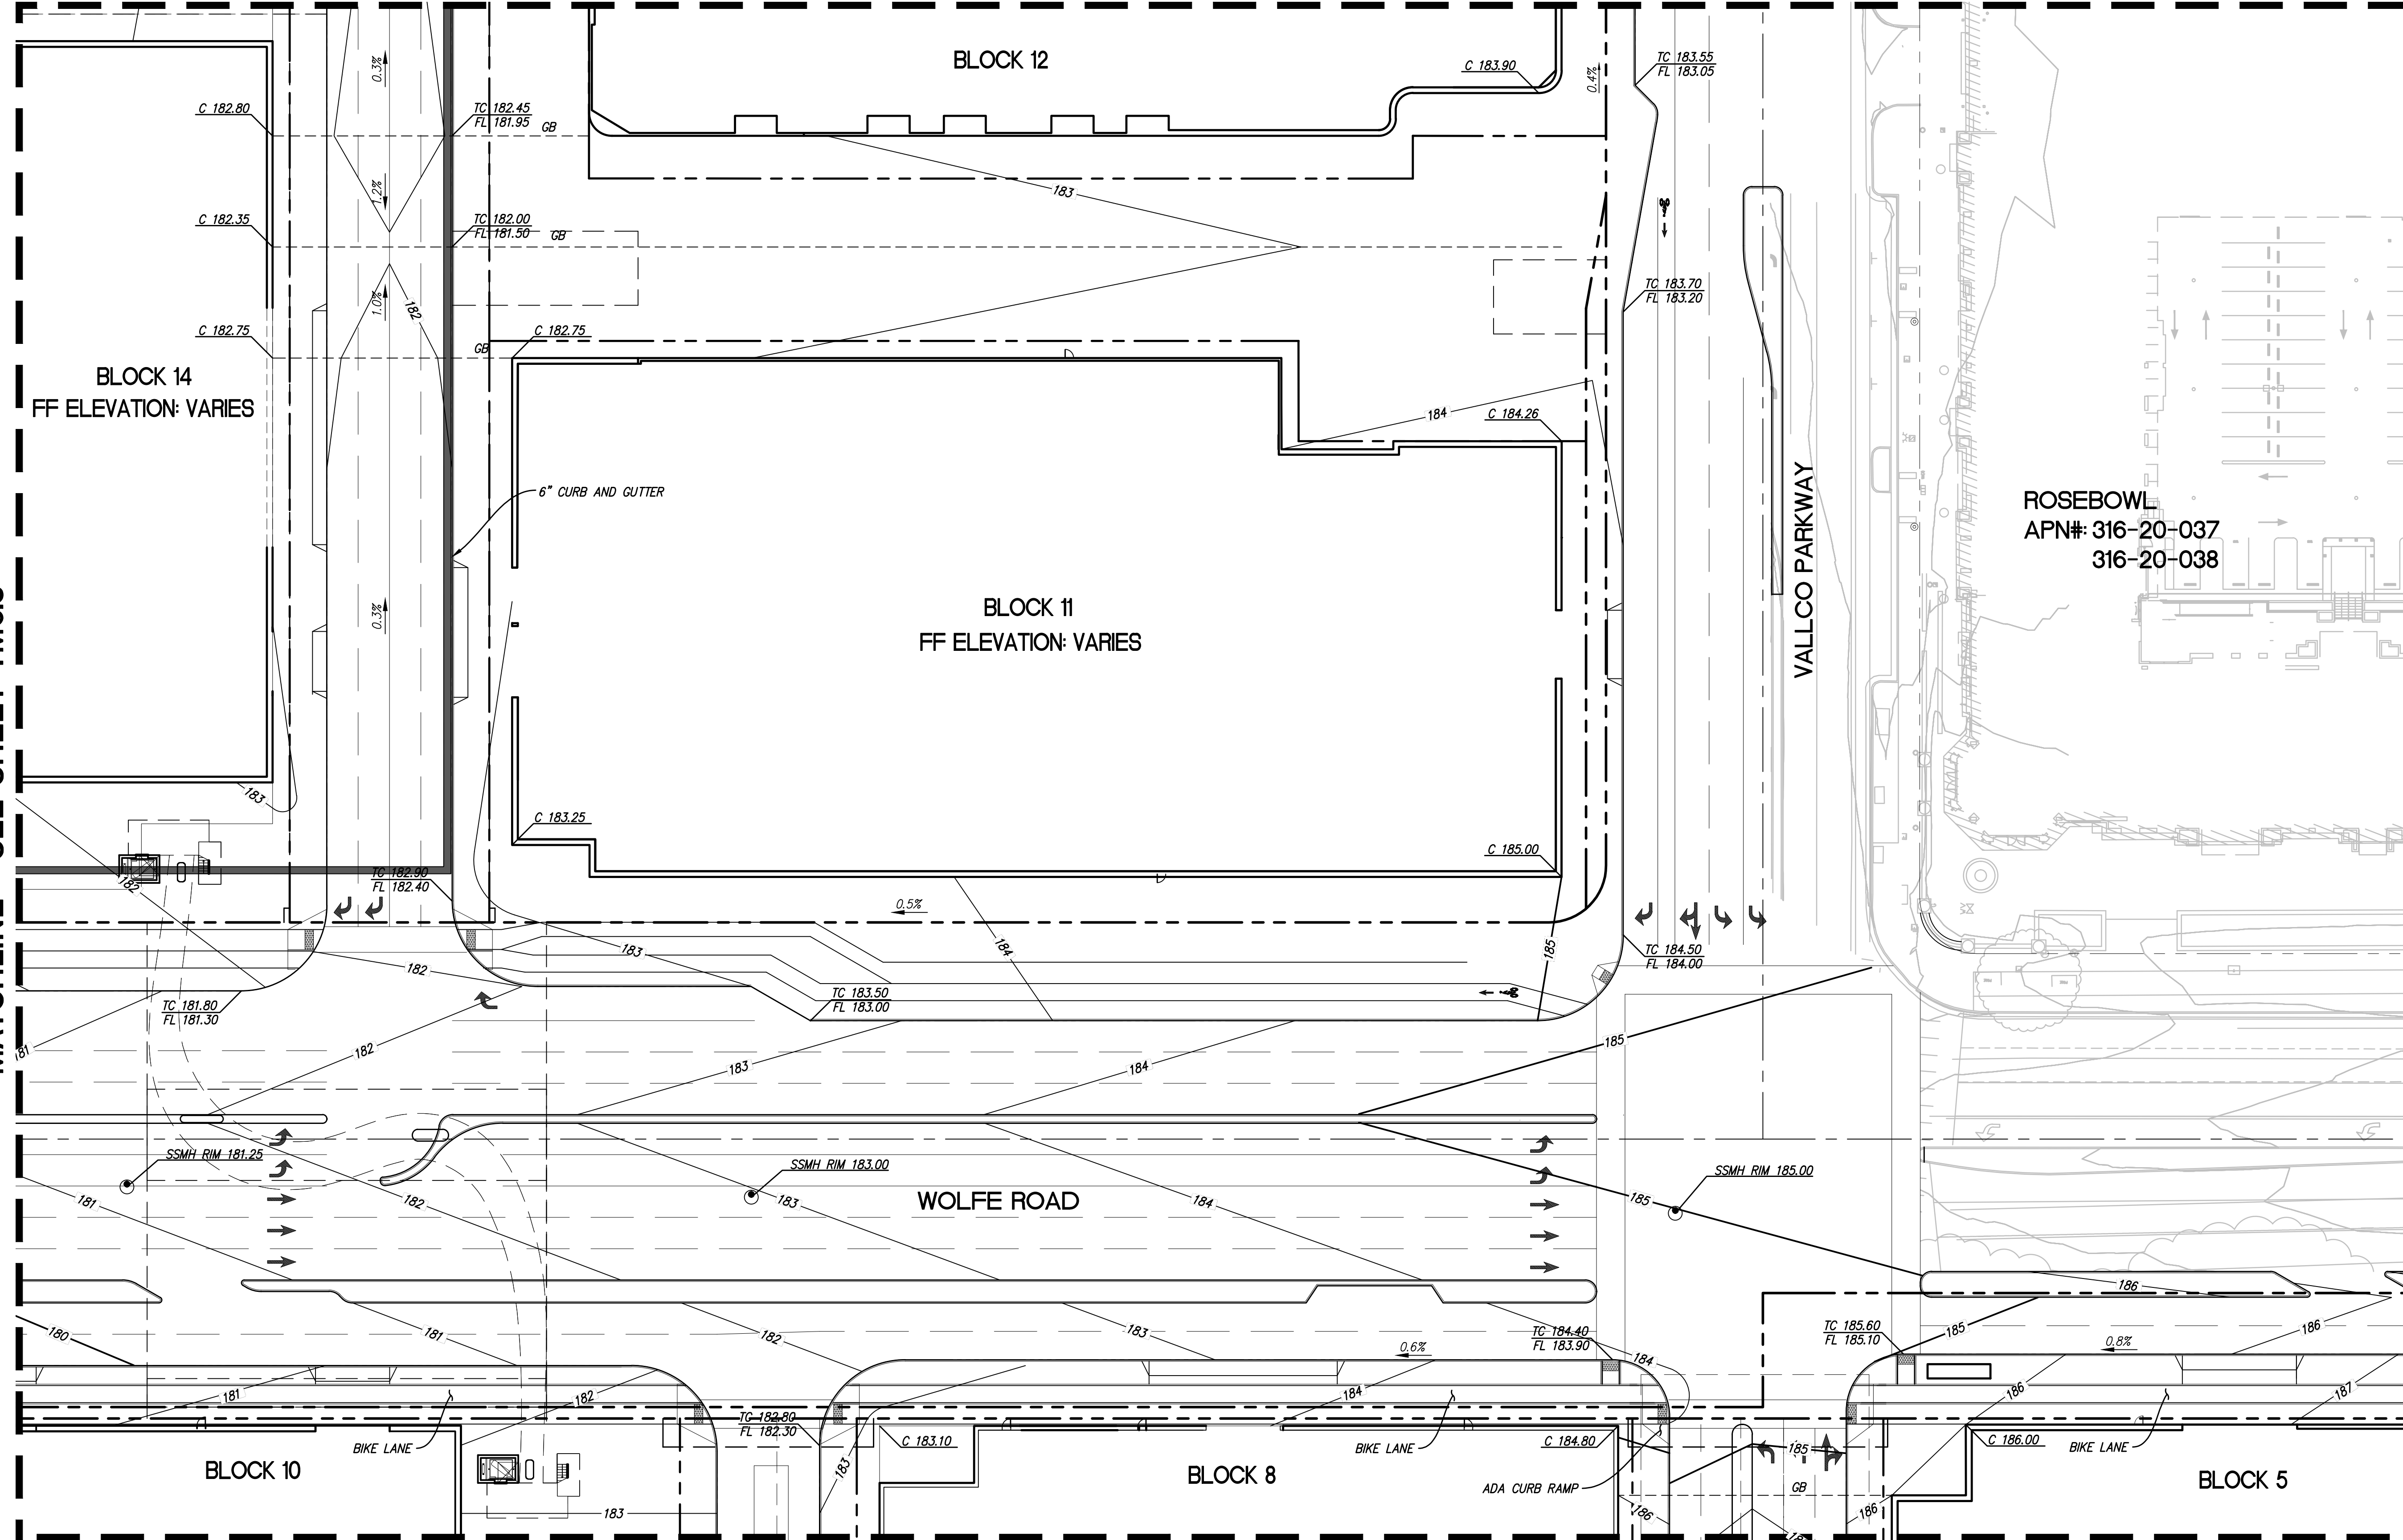 BLOCK 12
C 183.90
TC 183.55
FL 183.05
0.3%
0.4%
C 182.80
TC 182.45
FL 181.95
GB
1.2%
183
C 182.35
TC 182.00
FL 181.50
GB
TC 183.70
FL 183.20
1.0%
182
C 182.75
GB
C 182.75
BLOCK 14
FF ELEVATION: VARIES
184
C 184.26
6" CURB AND GUTTER
VALLCO PARKWAY
ROSEBOWL
APN#: 316-20-037
316-20-038
0.3%
BLOCK 11
FF ELEVATION: VARIES
183
C 183.25
C 185.00
182
TC 182.90
FL 182.40
0.5%
183
184
185
TC 184.50
FL 184.00
182
TC 181.80
FL 181.30
TC 183.50
FL 183.00
182
183
184
185
SSMH RIM 181.25
SSMH RIM 183.00
SSMH RIM 185.00
181
182
183
184
185
WOLFE ROAD
186
180
181
182
183
TC 184.40
FL 183.90
0.6%
184
TC 185.60
FL 185.10
185
0.8%
186
181
182
184
186
187
BIKE LANE
TC 182.80
FL 182.30
C 183.10
BIKE LANE
C 184.80
185
C 186.00
BIKE LANE
BLOCK 10
183
BLOCK 8
ADA CURB RAMP
GB
BLOCK 5
183
186
186